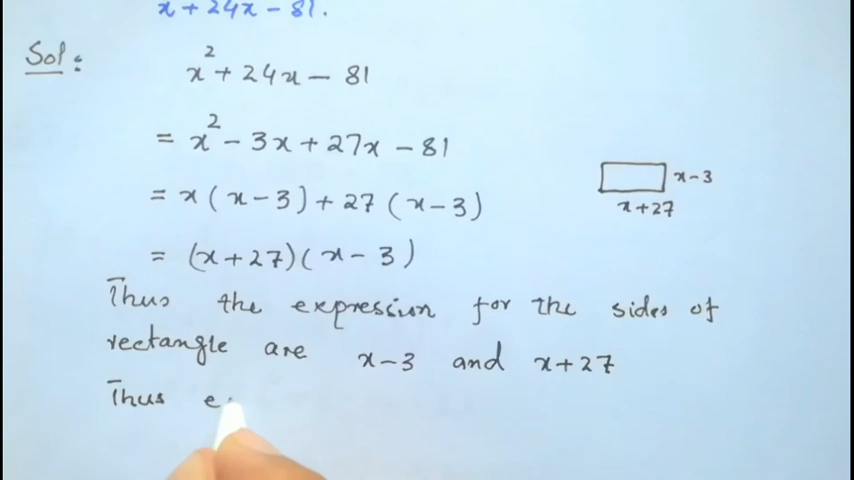 x + 24x - 81.
Sol:
x² + 24x - 81
= x² - 3x + 27x - 81
= x(x-3) + 27(x-3)
= (x+27)(x-3)
x-3
x+27
Thus the expression for the sides of
rectangle are x-3 and x+27
Thus